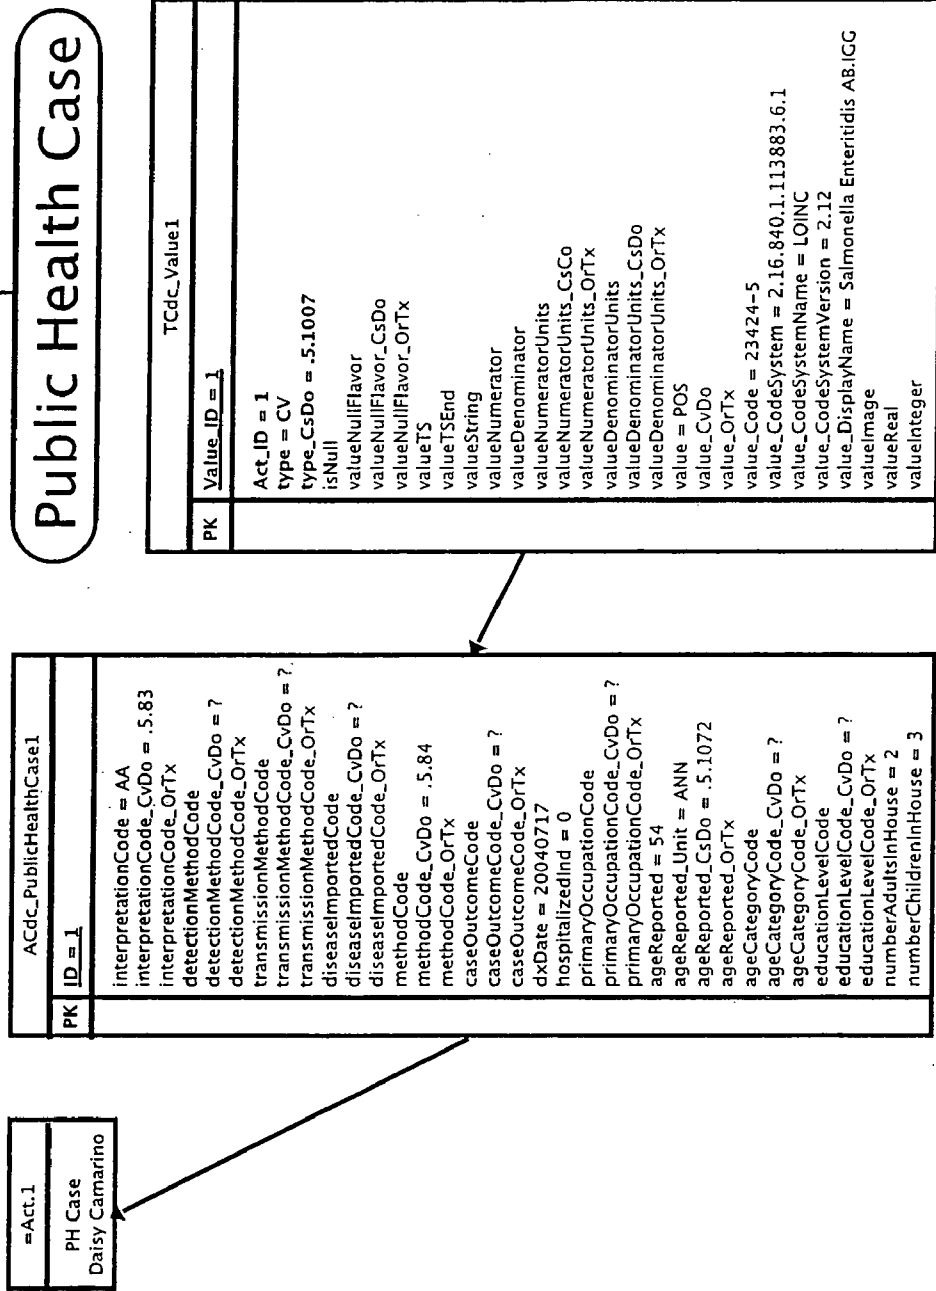 Public Health Case
=Act.1
PH Case
Daisy Camarino
ACdc_PublicHealthCase1
PK ID = 1
interpretationCode = AA
interpretationCode_CvDo = .5.83
interpretationCode_OrTx
detectionMethodCode
detectionMethodCode_CvDo = ?
detectionMethodCode_OrTx
transmissionMethodCode
transmissionMethodCode_CvDo = ?
transmissionMethodCode_OrTx
diseaseImportedCode
diseaseImportedCode_CvDo = ?
diseaseImportedCode_OrTx
methodCode
methodCode_CvDo = .5.84
methodCode_OrTx
caseOutcomeCode
caseOutcomeCode_CvDo = ?
caseOutcomeCode_OrTx
dxDate = 20040717
hospitalizedInd = 0
primaryOccupationCode
primaryOccupationCode_CvDo = ?
primaryOccupationCode_OrTx
ageReported = 54
ageReported_Unit = ANN
ageReported_CsDo = .5.1072
ageReported_OrTx
ageCategoryCode
ageCategoryCode_CvDo = ?
ageCategoryCode_OrTx
educationLevelCode
educationLevelCode_CvDo = ?
educationLevelCode_OrTx
numberAdultsInHouse = 2
numberChildrenInHouse = 3
TCdc_Value1
PK Value_ID = 1
Act_ID = 1
type = CV
type_CsDo = .5.1007
isNull
valueNullFlavor
valueNullFlavor_CsDo
valueNullFlavor_OrTx
valueTS
valueTSEnd
valueString
valueNumerator
valueDenominator
valueNumeratorUnits
valueNumeratorUnits_CsCo
valueNumeratorUnits_OrTx
valueDenominatorUnits
valueDenominatorUnits_CsDo
valueDenominatorUnits_OrTx
value = POS
value_CvDo
value_OrTx
value_Code = 23424-5
value_CodeSystem = 2.16.840.1.113883.6.1
value_CodeSystemName = LOINC
value_CodeSystemVersion = 2.12
value_DisplayName = Salmonella Enteritidis AB.IGG
valueImage
valueReal
valueInteger